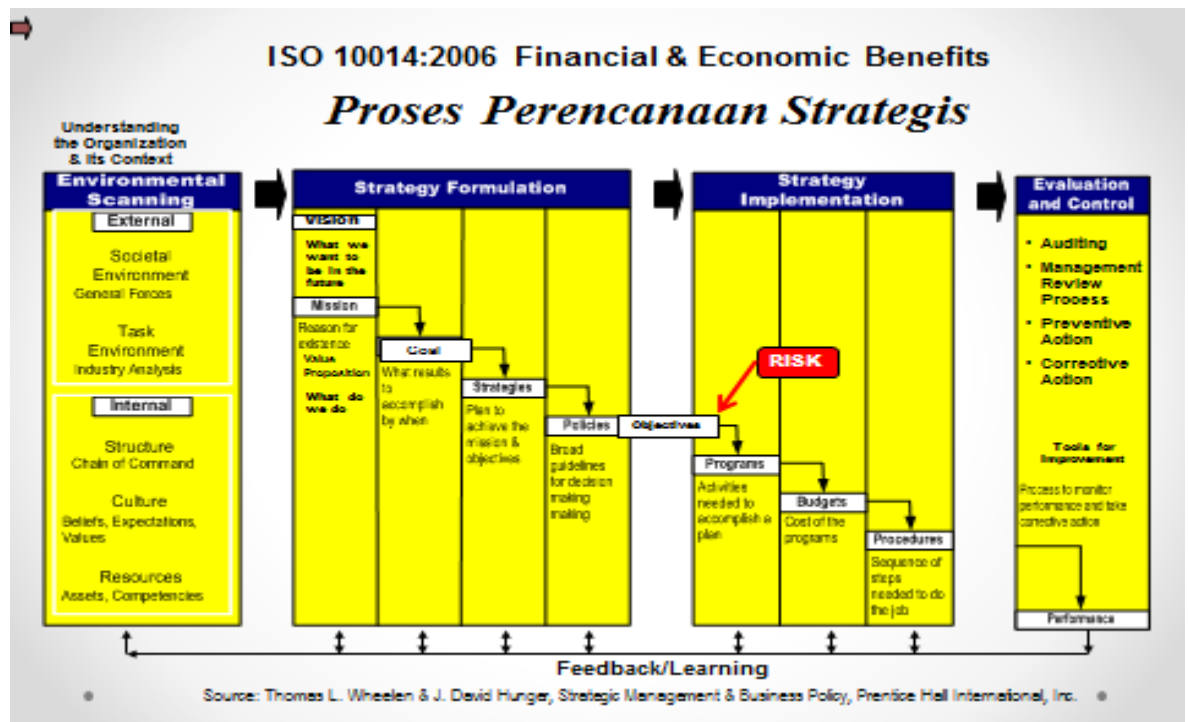 ISO 10014:2006 Financial & Economic Benefits
Proses Perencanaan Strategis
Understanding
the Organization
& Its Context
Environmental
Scanning
External
Societal
Environment
General Forces
Task
Environment
Industry Analysis
Internal
Structure
Chain of Command
Culture
Beliefs, Expectations,
Values
Resources
Assets, Competencies
Strategy Formulation
Vision
What we
want to
be in the
future
Mission
Reason for
existence
Value
Proposition
What do
we do
Goal
What results
to
accomplish
by when
Strategies
Plan to
achieve the
mission &
objectives
Policies
Broad
guidelines
for decision
making
making
Objectives
RISK
Strategy
Implementation
Programs
Activities
needed to
accomplish a
plan
Budgets
Cost of the
programs
Procedures
Sequence of
steps
needed to do
the job
Evaluation
and Control
• Auditing
• Management
Review
Process
• Preventive
Action
• Corrective
Action
Tools for
Improvement
Process to monitor
performance and take
corrective action
Performance
Feedback/Learning
Source: Thomas L. Wheelen & J. David Hunger, Strategic Management & Business Policy, Prentice Hall International, Inc.